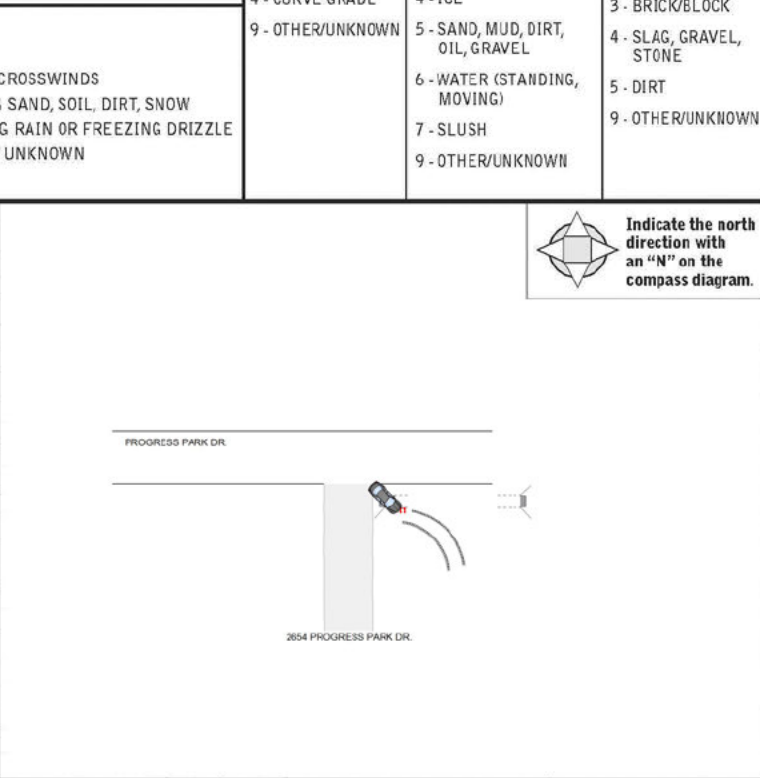 CROSSWINDS
SAND, SOIL, DIRT, SNOW
RAIN OR FREEZING DRIZZLE
UNKNOWN
4 - CURVE GRADE
9 - OTHER/UNKNOWN
4 - ICE
5 - SAND, MUD, DIRT,
OIL, GRAVEL
6 - WATER (STANDING,
MOVING)
7 - SLUSH
9 - OTHER/UNKNOWN
3 - BRICK/BLOCK
4 - SLAG, GRAVEL,
STONE
5 - DIRT
9 - OTHER/UNKNOWN
Indicate the north
direction with
an “N” on the
compass diagram.
PROGRESS PARK DR.
2654 PROGRESS PARK DR.